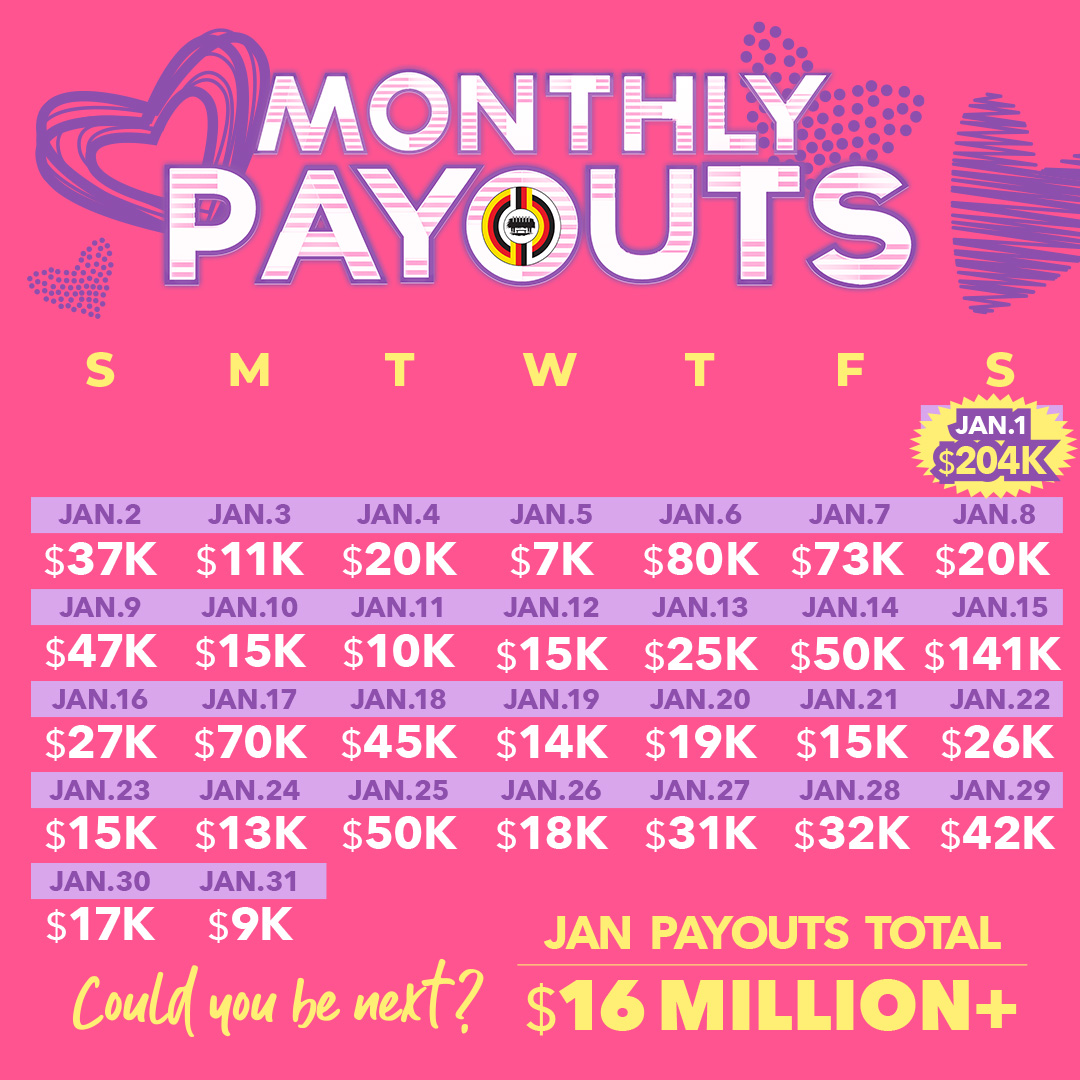 MONTHLY
PAYOUTS
S M T W T F S
JAN.1
$204K
JAN.2 JAN.3 JAN.4 JAN.5 JAN.6 JAN.7 JAN.8
$37K $11K $20K $7K $80K $73K $20K
JAN.9 JAN.10 JAN.11 JAN.12 JAN.13 JAN.14 JAN.15
$47K $15K $10K $15K $25K $50K $141K
JAN.16 JAN.17 JAN.18 JAN.19 JAN.20 JAN.21 JAN.22
$27K $70K $45K $14K $19K $15K $26K
JAN.23 JAN.24 JAN.25 JAN.26 JAN.27 JAN.28 JAN.29
$15K $13K $50K $18K $31K $32K $42K
JAN.30 JAN.31
$17K $9K
JAN PAYOUTS TOTAL
Could you be next? $16 MILLION+